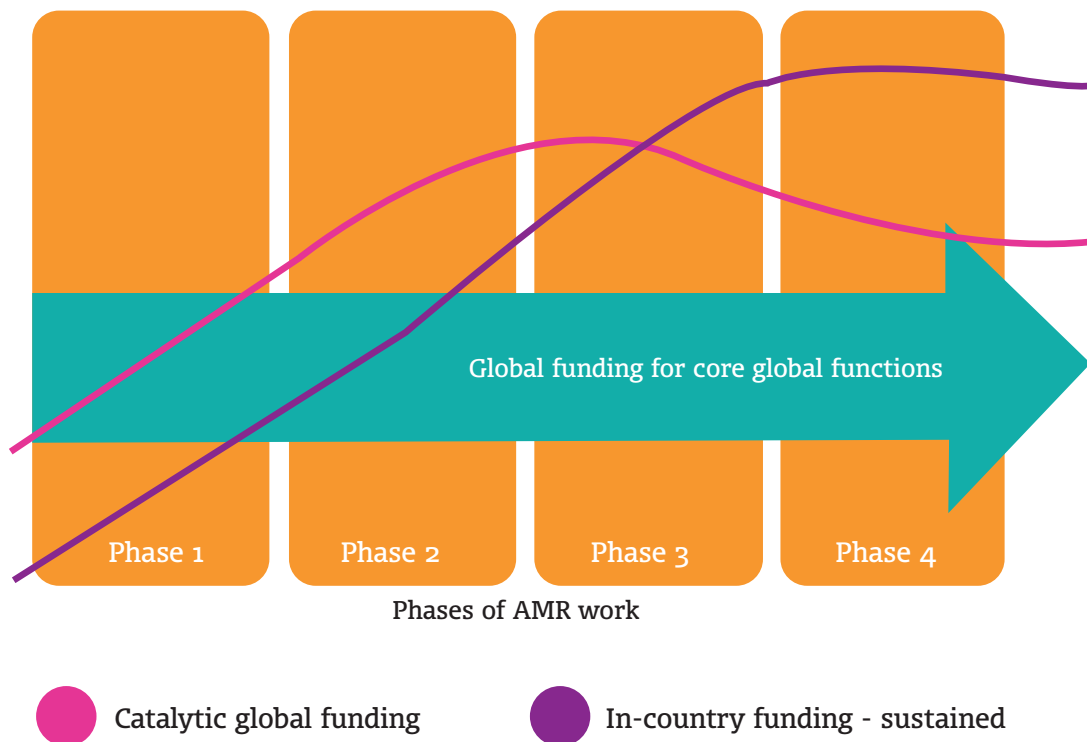 Global funding for core global functions
Phase 1
Phase 2
Phase 3
Phase 4
Phases of AMR work
Catalytic global funding
In-country funding - sustained